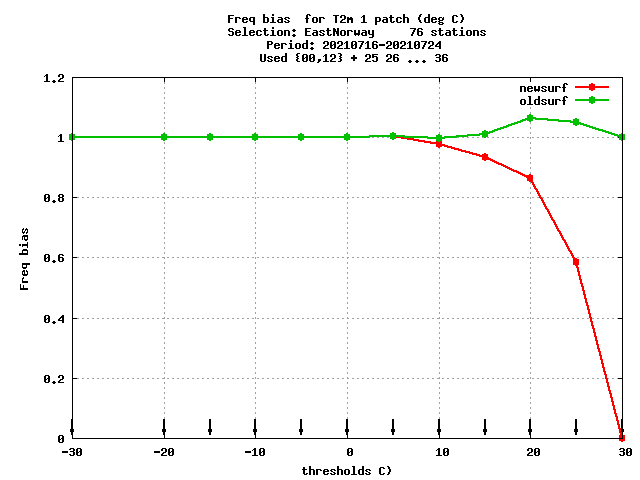 Freq bias  for T2m 1 patch (deg C)
Selection: EastNorway     76 stations
Period: 20210716-20210724
Used {00,12} + 25 26 ... 36
newsurf
oldsurf
1.2
1
0.8
0.6
0.4
0.2
0
Freq bias
-30
-20
-10
0
10
20
30
thresholds C)